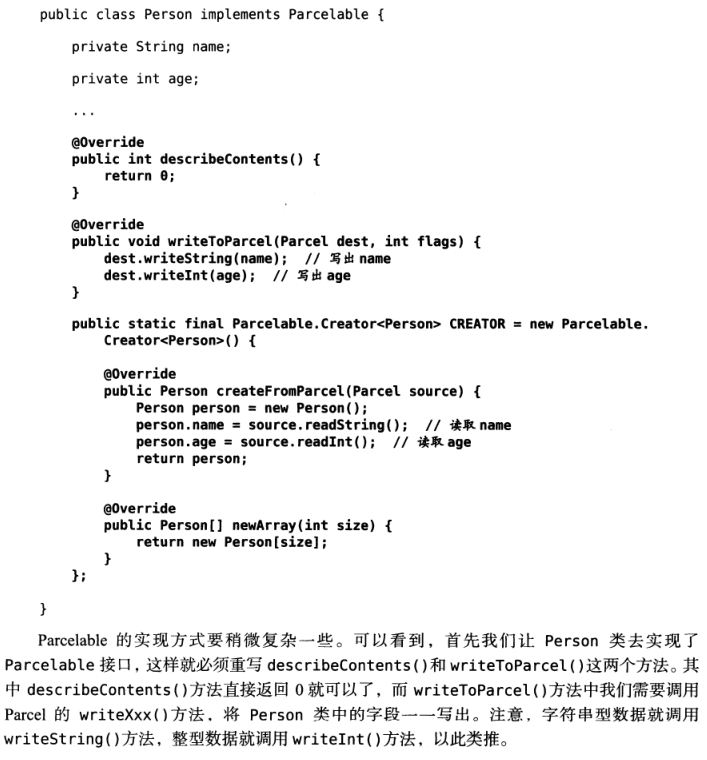 public class Person implements Parcelable {
private String name;
private int age;
...
@Override
public int describeContents() {
return 0;
}
@Override
public void writeToParcel(Parcel dest, int flags) {
dest.writeString(name); // 写出 name
dest.writeInt(age); // 写出 age
}
public static final Parcelable.Creator<Person> CREATOR = new Parcelable.
Creator<Person>() {
@Override
public Person createFromParcel(Parcel source) {
Person person = new Person();
person.name = source.readString(); // 读取 name
person.age = source.readInt(); // 读取 age
return person;
}
@Override
public Person[] newArray(int size) {
return new Person[size];
}
};
}
Parcelable 的实现方式要稍微复杂一些。可以看到，首先我们让 Person 类去实现了
Parcelable 接口，这样就必须重写 describeContents()和 writeToParcel()这两个方法。其
中 describeContents()方法直接返回 0 就可以了，而 writeToParcel()方法中我们需要调用
Parcel 的 writeXxx()方法，将 Person 类中的字段一一写出。注意，字符串型数据就调用
writeString()方法，整型数据就调用 writeInt()方法，以此类推。